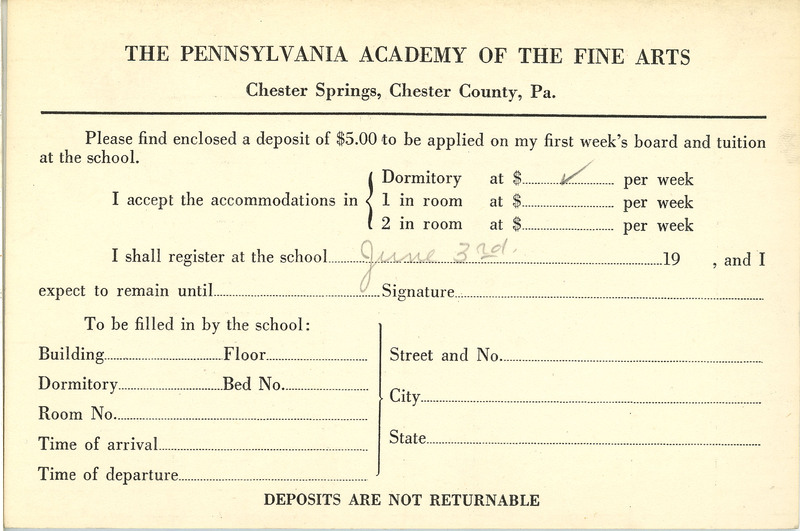 THE PENNSYLVANIA ACADEMY OF THE FINE ARTS
Chester Springs, Chester County, Pa.
Please find enclosed a deposit of $5.00 to be applied on my first week's board and tuition
at the school.
I accept the accommodations in { Dormitory at $..........✓.......... per week
1 in room at $.................... per week
2 in room at $.................... per week
I shall register at the school........June 3rd.........................19 , and I
expect to remain until........................................Signature........................................
To be filled in by the school:
Building..............................Floor..............................
Dormitory..........................Bed No..........................
Room No..................................................
Time of arrival..................................................
Time of departure..................................................
Street and No...................................................
City..................................................
State..................................................
DEPOSITS ARE NOT RETURNABLE